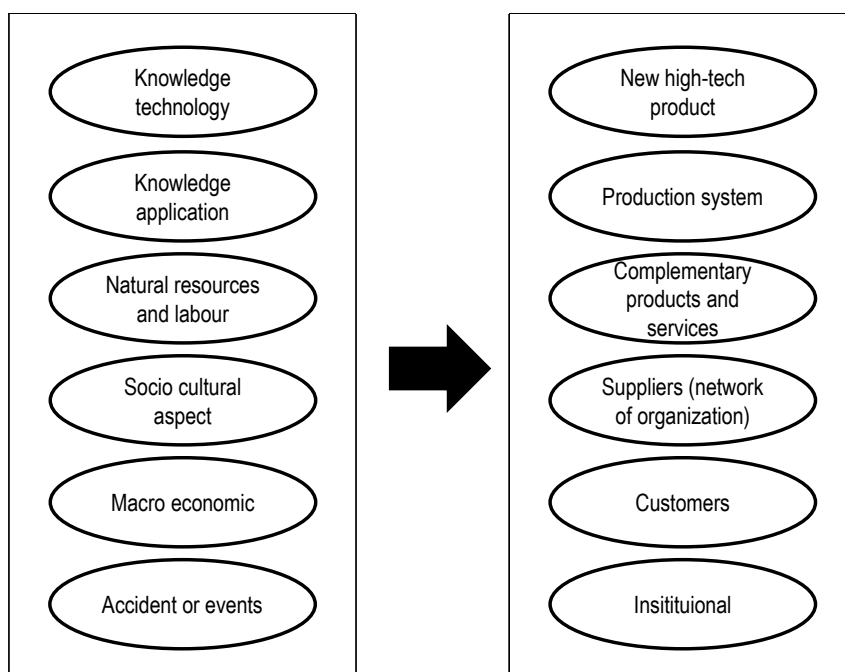 Knowledge
technology
Knowledge
application
Natural resources
and labour
Socio cultural
aspect
Macro economic
Accident or events
New high-tech
product
Production system
Complementary
products and
services
Suppliers (network
of organization)
Customers
Insitituional